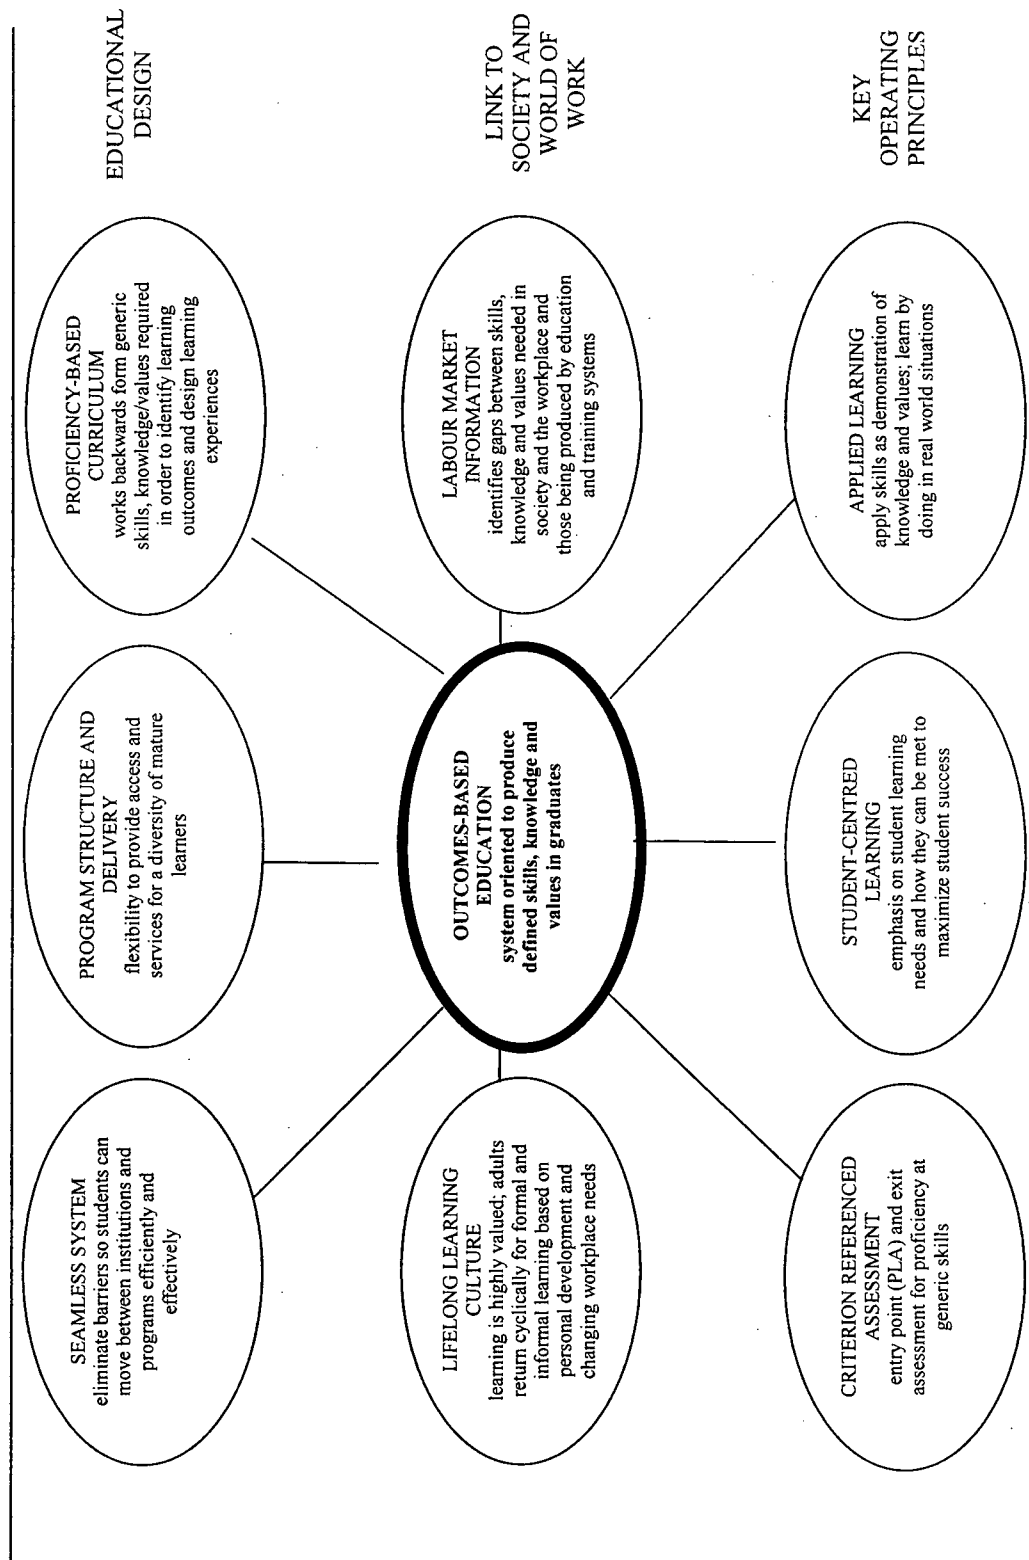 SEAMLESS SYSTEM
eliminate barriers so students can
move between institutions and
programs efficiently and
effectively
PROGRAM STRUCTURE AND
DELIVERY
flexibility to provide access and
services for a diversity of mature
learners
PROFICIENCY-BASED
CURRICULUM
works backwards form generic
skills, knowledge/values required
in order to identify learning
outcomes and design learning
experiences
EDUCATIONAL
DESIGN
LIFELONG LEARNING
CULTURE
learning is highly valued; adults
return cyclically for formal and
informal learning based on
personal development and
changing workplace needs
OUTCOMES-BASED
EDUCATION
system oriented to produce
defined skills, knowledge and
values in graduates
LABOUR MARKET
INFORMATION
identifies gaps between skills,
knowledge and values needed in
society and the workplace and
those being produced by education
and training systems
LINK TO
SOCIETY AND
WORLD OF
WORK
CRITERION REFERENCED
ASSESSMENT
entry point (PLA) and exit
assessment for proficiency at
generic skills
STUDENT-CENTRED
LEARNING
emphasis on student learning
needs and how they can be met to
maximize student success
APPLIED LEARNING
apply skills as demonstration of
knowledge and values; learn by
doing in real world situations
KEY
OPERATING
PRINCIPLES